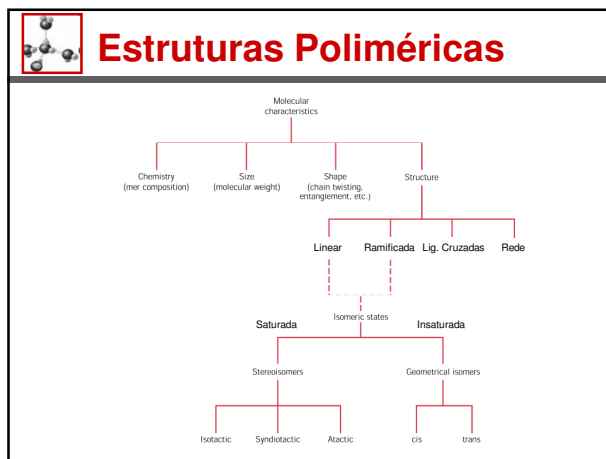 Estruturas Poliméricas
Molecular
characteristics
Chemistry
(mer composition)
Size
(molecular weight)
Shape
(chain twisting,
entanglement, etc.)
Structure
Linear
Ramificada
Lig. Cruzadas
Rede
Isomeric states
Saturada
Insaturada
Stereoisomers
Geometrical isomers
Isotactic
Syndiotactic
Atactic
cis
trans